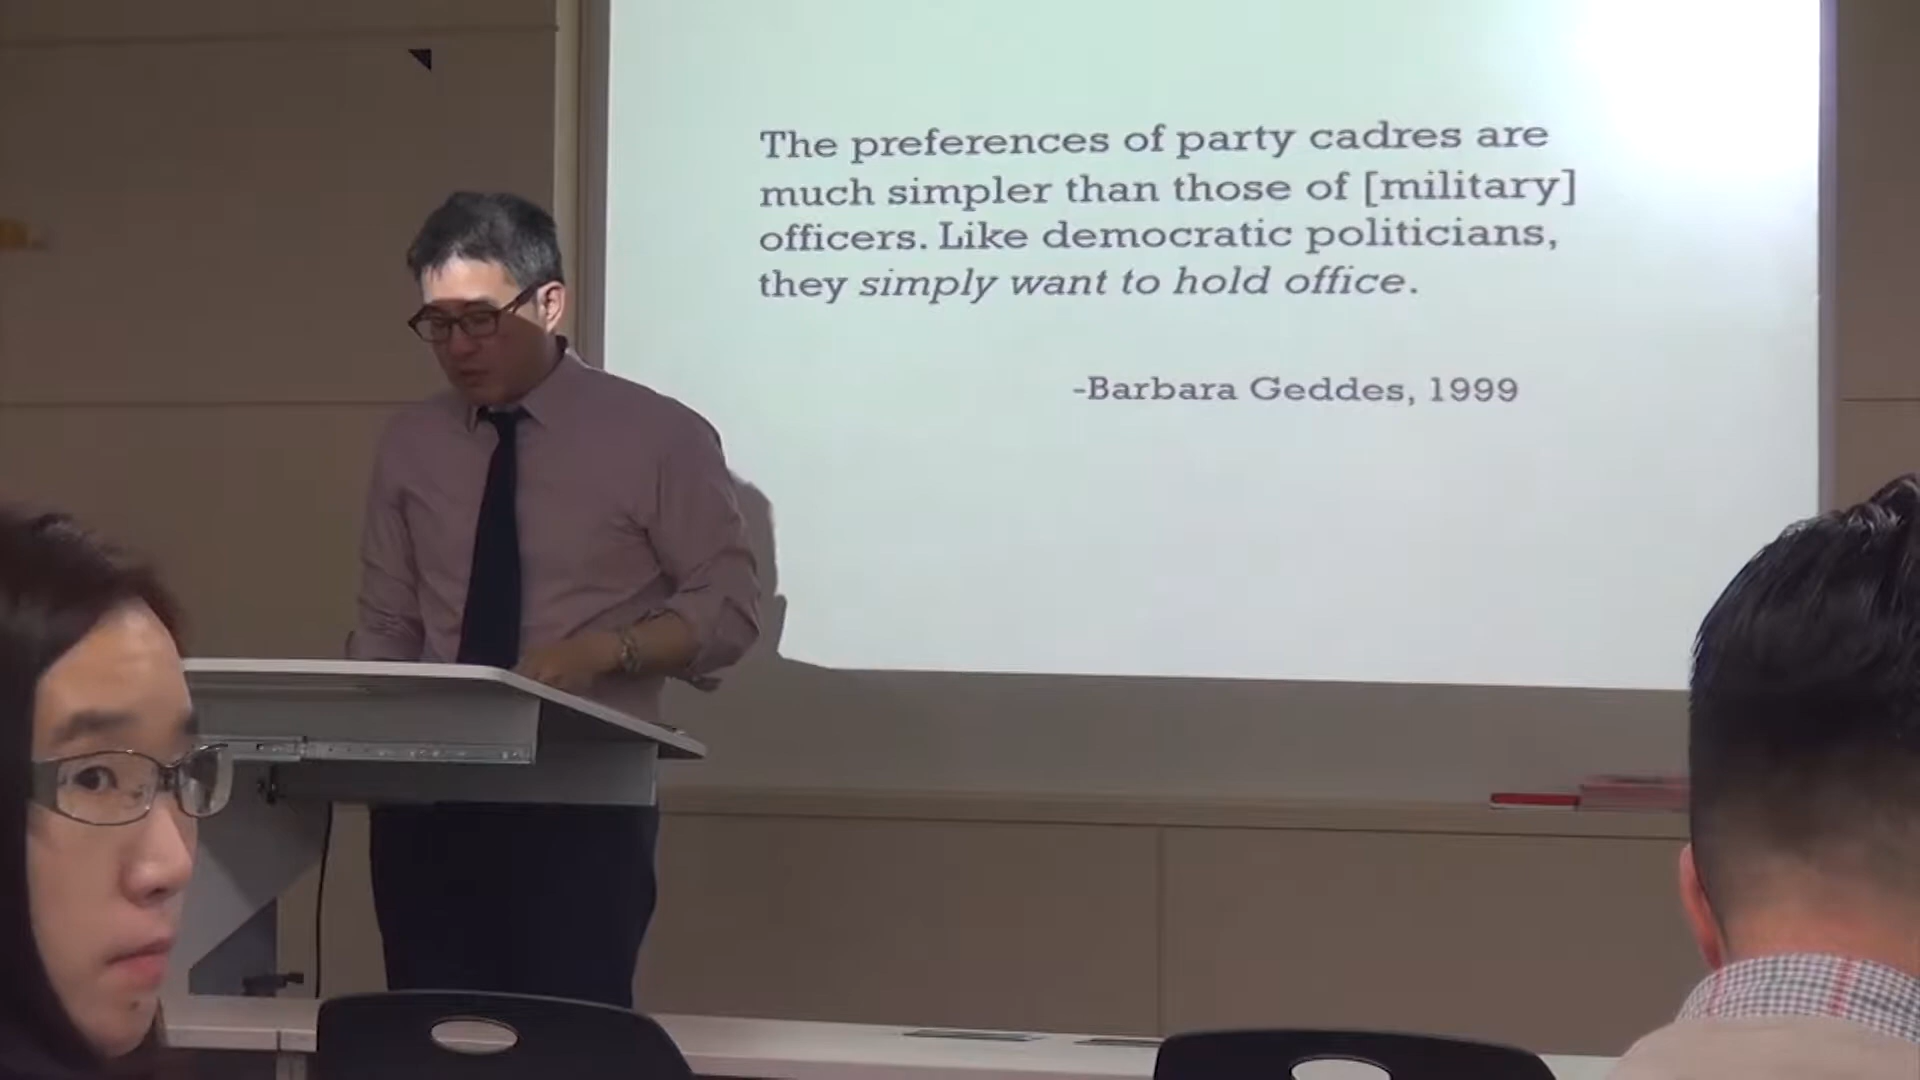 The preferences of party cadres are
much simpler than those of [military]
officers. Like democratic politicians,
they simply want to hold office.
-Barbara Geddes, 1999